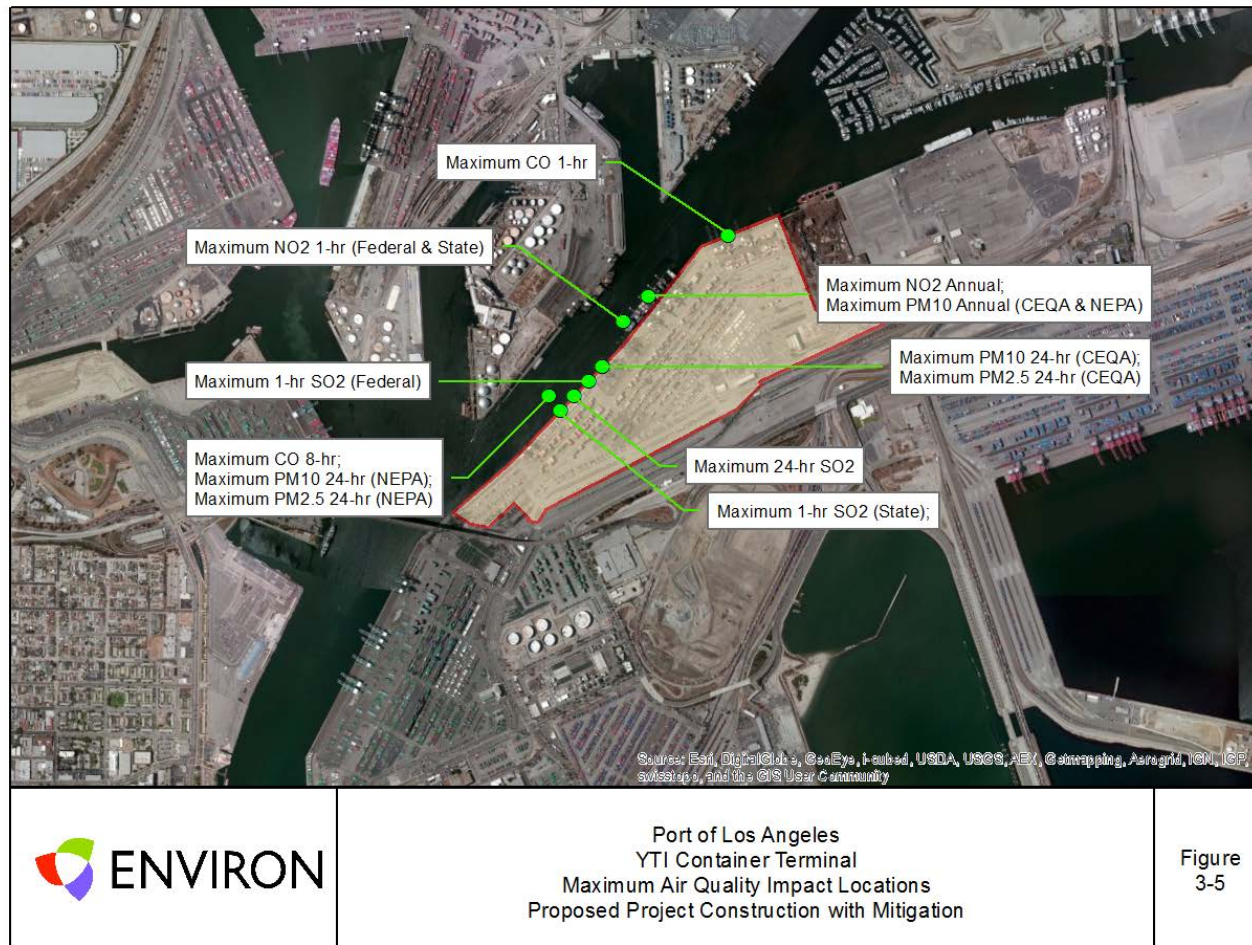 Maximum CO 1-hr
Maximum NO2 1-hr (Federal & State)
Maximum NO2 Annual;
Maximum PM10 Annual (CEQA & NEPA)
Maximum PM10 24-hr (CEQA);
Maximum PM2.5 24-hr (CEQA)
Maximum 1-hr SO2 (Federal)
Maximum CO 8-hr;
Maximum PM10 24-hr (NEPA);
Maximum PM2.5 24-hr (NEPA)
Maximum 24-hr SO2
Maximum 1-hr SO2 (State);
Source: Esri, DigitalGlobe, GeoEye, i-cubed, USDA, USGS, AEX, Getmapping, Aerogrid, IGN, IGP,
swisstopo, and the GIS User Community
ENVIRON
Port of Los Angeles
YTI Container Terminal
Maximum Air Quality Impact Locations
Proposed Project Construction with Mitigation
Figure
3-5